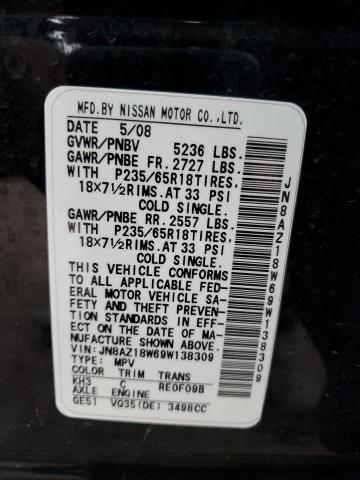 MFD.BY NISSAN MOTOR CO.,LTD.
DATE 5/08
GVWR/PNBV 5236 LBS.
GAWR/PNBE FR. 2727 LBS.
WITH P235/65R18TIRES,
18X7½RIMS.AT 33 PSI
COLD SINGLE.
GAWR/PNBE RR. 2557 LBS.
WITH P235/65R18TIRES,
18X7½RIMS.AT 33 PSI
COLD SINGLE.
THIS VEHICLE CONFORMS
TO ALL APPLICABLE FED-
ERAL MOTOR VEHICLE SA-
FETY AND THEFT PREVEN-
TION STANDARDS IN EFFE-
CT ON THE DATE OF MA-
NUFACTURE SHOWN ABOVE.
VIN: JN8AZ18W69W138309
TYPE: MPV
COLOR TRIM TRANS
KH3 C RE0F09B
AXLE ENGINE
GE51 VQ35(DE) 3498CC
JN8AZ18W69W138309